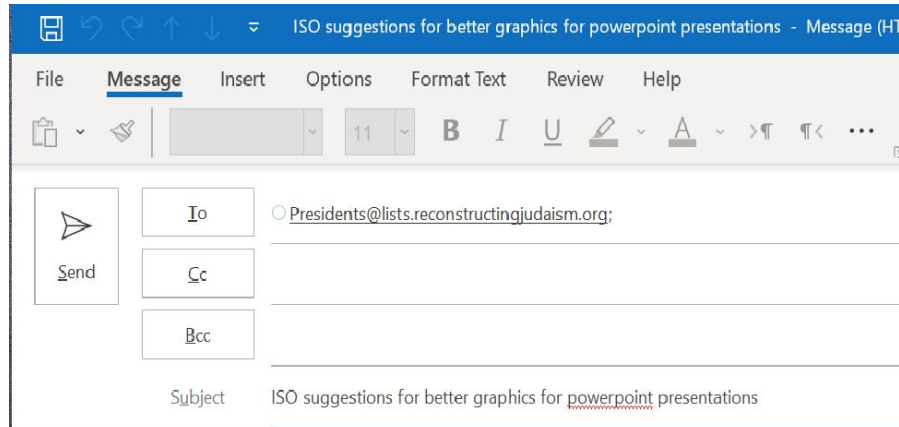 ISO suggestions for better graphics for powerpoint presentations - Message (HT
File Message Insert Options Format Text Review Help
11 B I U A
To Presidents@lists.reconstructingjudaism.org;
Send Cc
Bcc
Subject ISO suggestions for better graphics for powerpoint presentations